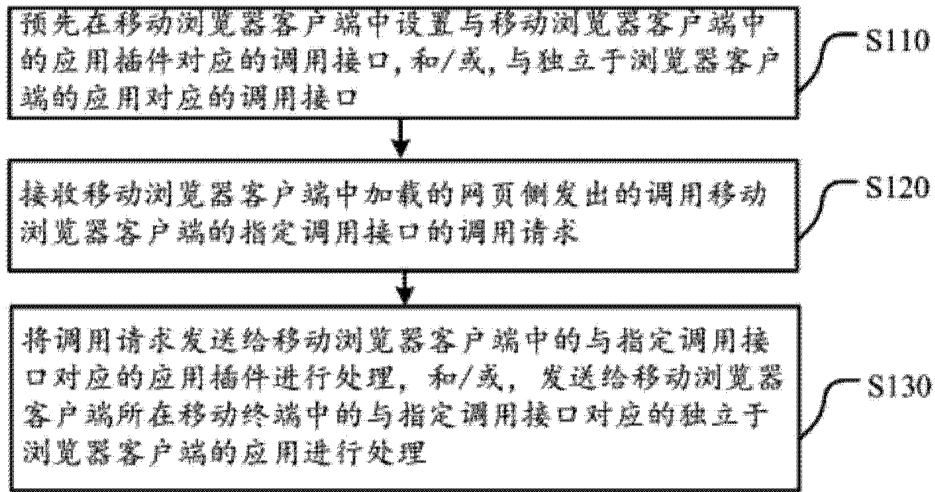 预先在移动浏览器客户端中设置与移动浏览器客户端中
的应用插件对应的调用接口,和/或,与独立于浏览器客户
端的应用对应的调用接口
S110
接收移动浏览器客户端中加载的网页侧发出的调用移动
浏览器客户端的指定调用接口的调用请求
S120
将调用请求发送给移动浏览器客户端中的与指定调用接
口对应的应用插件进行处理，和/或，发送给移动浏览器
客户端所在移动终端中的与指定调用接口对应的独立于
浏览器客户端的应用进行处理
S130